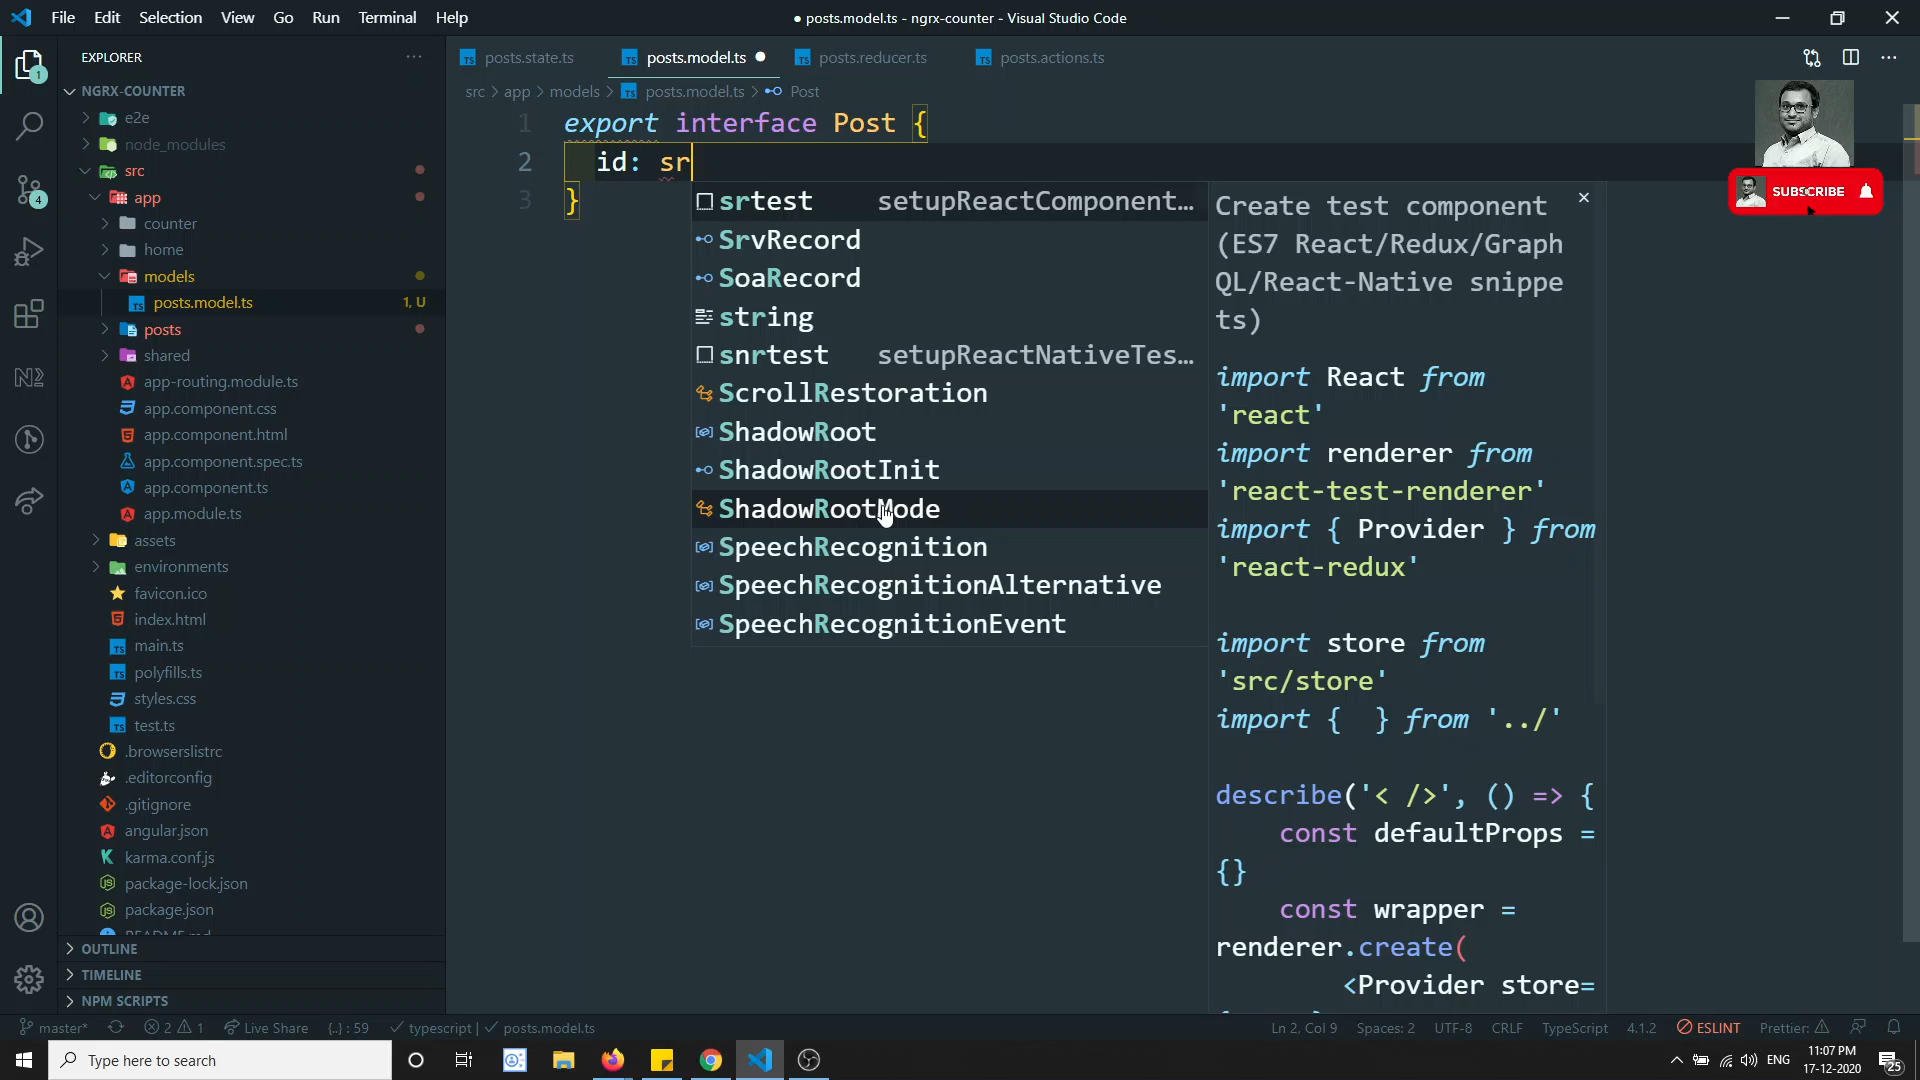 File Edit Selection View Go Run Terminal Help
● posts.model.ts - ngrx-counter - Visual Studio Code
EXPLORER
NGRX-COUNTER
e2e
node_modules
src
app
counter
home
models
posts.model.ts 1, U
posts
shared
app-routing.module.ts
app.component.css
app.component.html
app.component.spec.ts
app.component.ts
app.module.ts
assets
environments
favicon.ico
index.html
main.ts
polyfills.ts
styles.css
test.ts
.browserslistrc
.editorconfig
.gitignore
angular.json
karma.conf.js
package-lock.json
package.json
README.md
OUTLINE
TIMELINE
NPM SCRIPTS
posts.state.ts posts.model.ts posts.reducer.ts posts.actions.ts
src > app > models > posts.model.ts > Post
1 export interface Post {
2 id: sr
3 }
srtest setupReactComponent…
SrvRecord
SoaRecord
string
snrtest setupReactNativeTes…
ScrollRestoration
ShadowRoot
ShadowRootInit
ShadowRootMode
SpeechRecognition
SpeechRecognitionAlternative
SpeechRecognitionEvent
Create test component
(ES7 React/Redux/Graph
QL/React-Native snippe
ts)
import React from
'react'
import renderer from
'react-test-renderer'
import { Provider } from
'react-redux'
import store from
'src/store'
import {  } from '../'
describe('< />', () => {
const defaultProps =
{}
const wrapper =
renderer.create(
<Provider store=
SUBSCRIBE
1
4
master* 2 1 Live Share {..} : 59 typescript | posts.model.ts
Ln 2, Col 9 Spaces: 2 UTF-8 CRLF TypeScript 4.1.2 ESLINT Prettier:
Type here to search
ENG 11:07 PM
17-12-2020
25